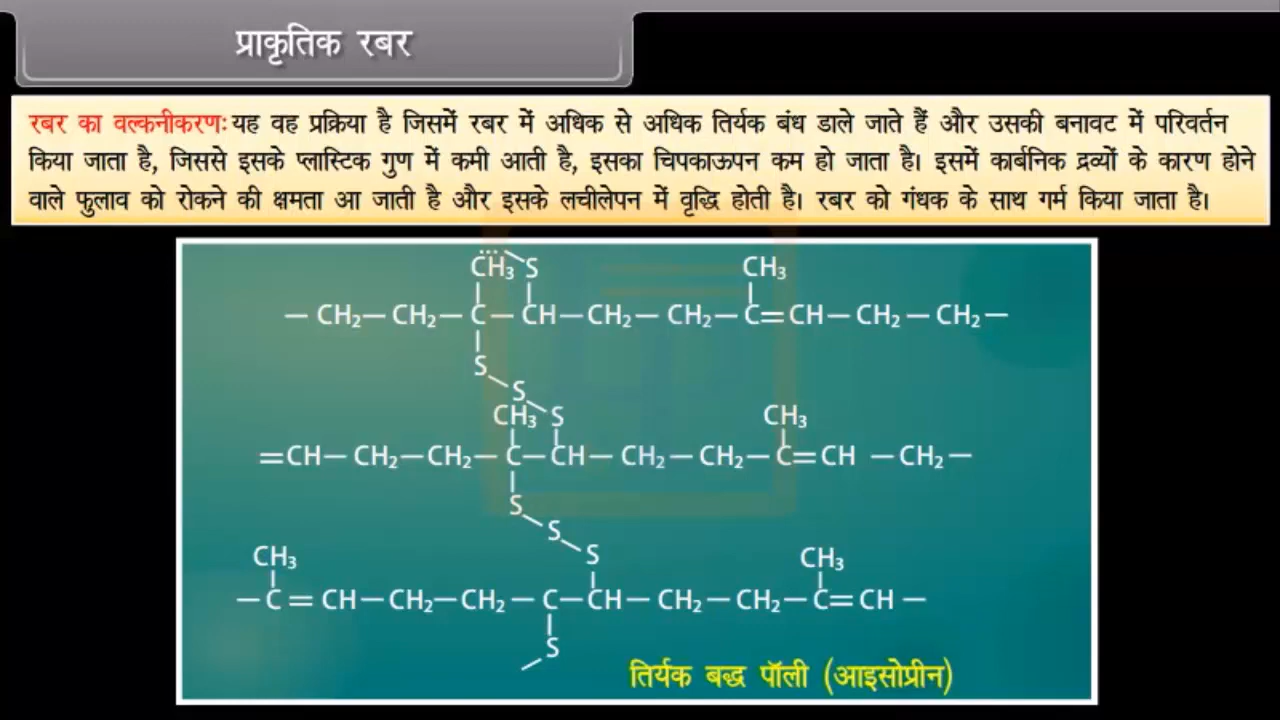 प्राकृतिक रबर
रबर का वल्कनीकरणः यह वह प्रक्रिया है जिसमें रबर में अधिक से अधिक तिर्यक बंध डाले जाते हैं और उसकी बनावट में परिवर्तन
किया जाता है, जिससे इसके प्लास्टिक गुण में कमी आती है, इसका चिपकाऊपन कम हो जाता है। इसमें कार्बनिक द्रव्यों के कारण होने
वाले फुलाव को रोकने की क्षमता आ जाती है और इसके लचीलेपन में वृद्धि होती है। रबर को गंधक के साथ गर्म किया जाता है।
CH₃ S CH₃
— CH₂— CH₂— C — CH — CH₂— CH₂— C=CH — CH₂— CH₂—
S
S
CH₃ S CH₃
=CH— CH₂—CH₂—C—CH— CH₂— CH₂—C=CH —CH₂—
S
S
CH₃ S CH₃
—C=CH—CH₂—CH₂—C—CH—CH₂—CH₂—C=CH—
S
तिर्यक बद्ध पॉली (आइसोप्रीन)